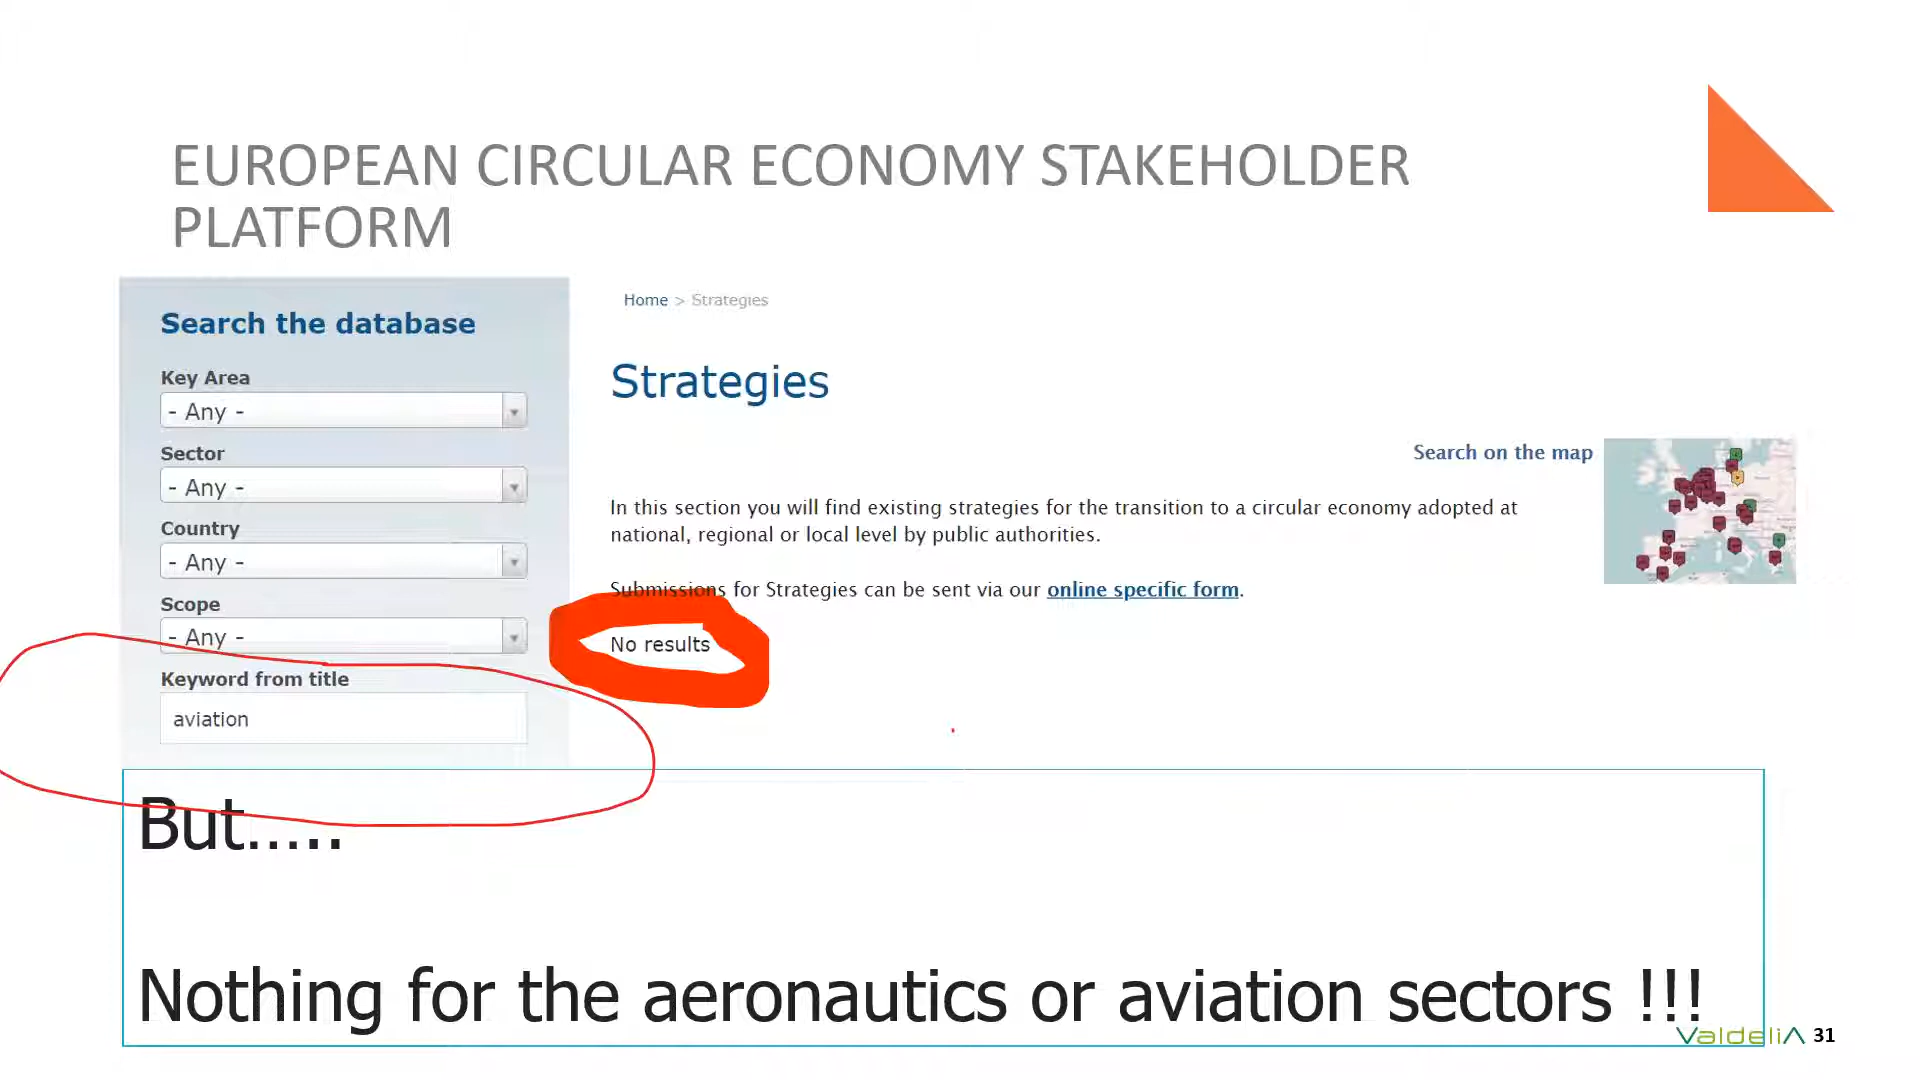 EUROPEAN CIRCULAR ECONOMY STAKEHOLDER
PLATFORM
Search the database
Key Area
- Any -
Sector
- Any -
Country
- Any -
Scope
- Any -
Keyword from title
aviation
Home > Strategies
Strategies
Search on the map
In this section you will find existing strategies for the transition to a circular economy adopted at
national, regional or local level by public authorities.
Submissions for Strategies can be sent via our online specific form.
No results
But…..
Nothing for the aeronautics or aviation sectors !!!
Valdelia 31